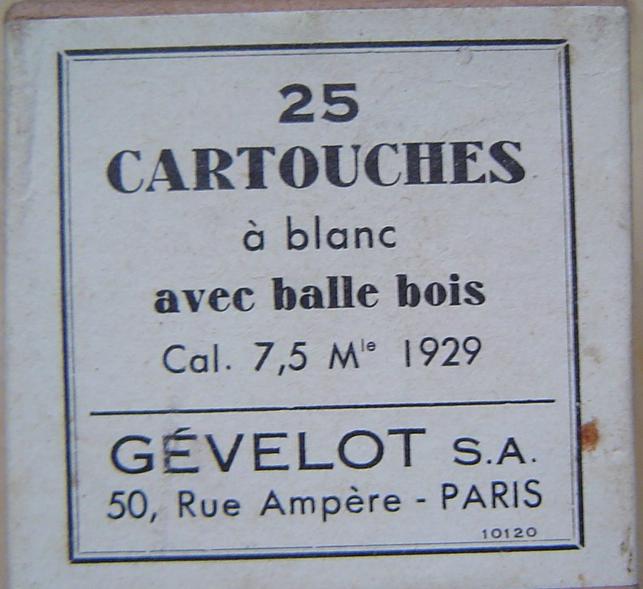 25
CARTOUCHES
à blanc
avec balle bois
Cal. 7,5 Mle 1929
GÉVELOT S.A.
50, Rue Ampère - PARIS
10120